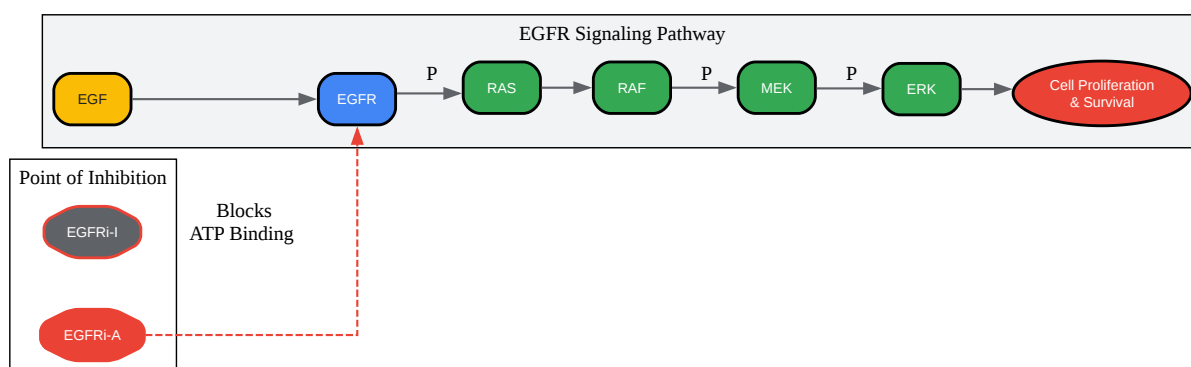 EGFR Signaling Pathway
EGF
EGFR
P
RAS
RAF
P
MEK
P
ERK
Cell Proliferation
& Survival
Point of Inhibition
EGFRi-I
Blocks
ATP Binding
EGFRi-A